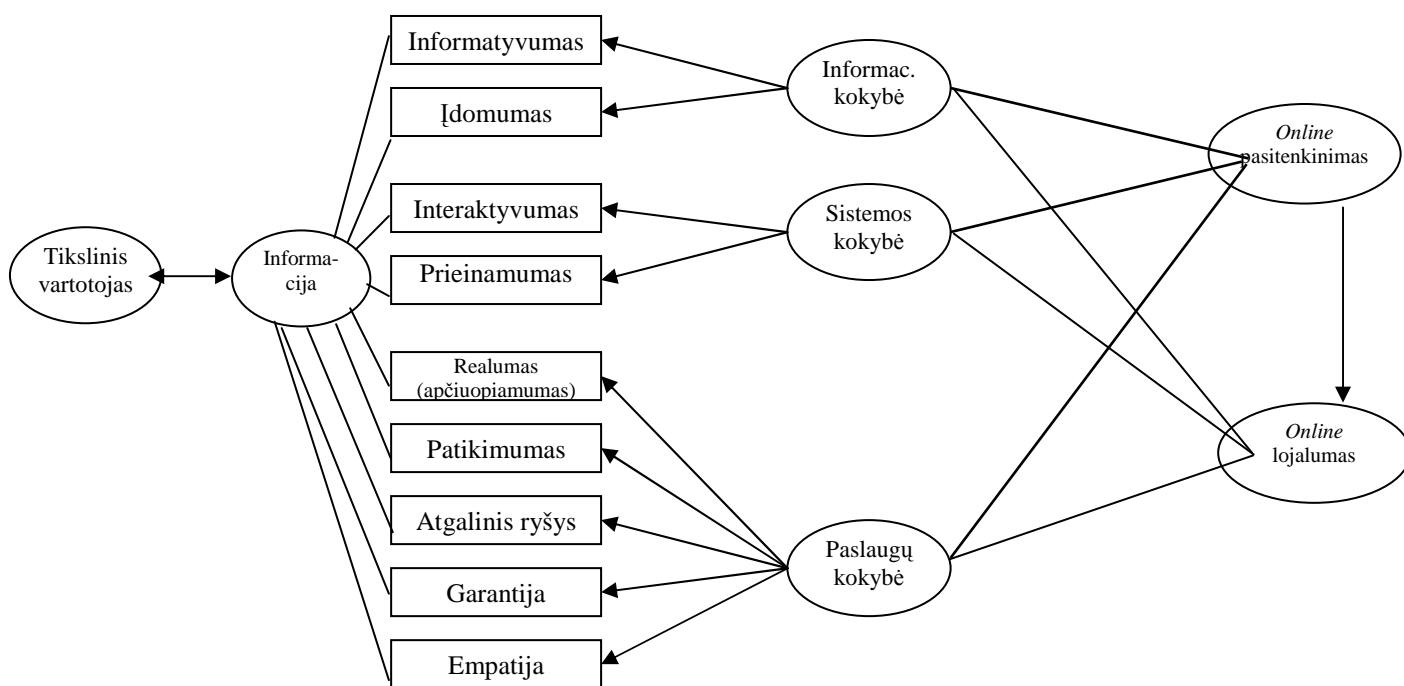 Tikslinis
vartotojas
Informa-
cija
Informatyvumas
Įdomumas
Interaktyvumas
Prieinamumas
Realumas
(apčiuopiamumas)
Patikimumas
Atgalinis ryšys
Garantija
Empatija
Informac.
kokybė
Sistemos
kokybė
Paslaugų
kokybė
Online
pasitenkinimas
Online
lojalumas